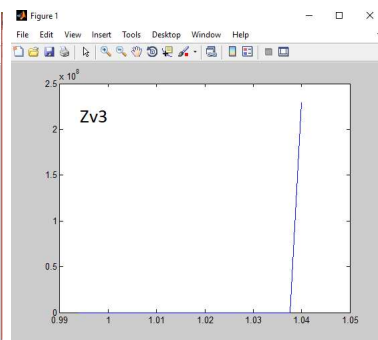 Figure 1
File Edit View Insert Tools Desktop Window Help
x 10^8
2.5
2
1.5
1
0.5
0
Zv3
0.99 1 1.01 1.02 1.03 1.04 1.05